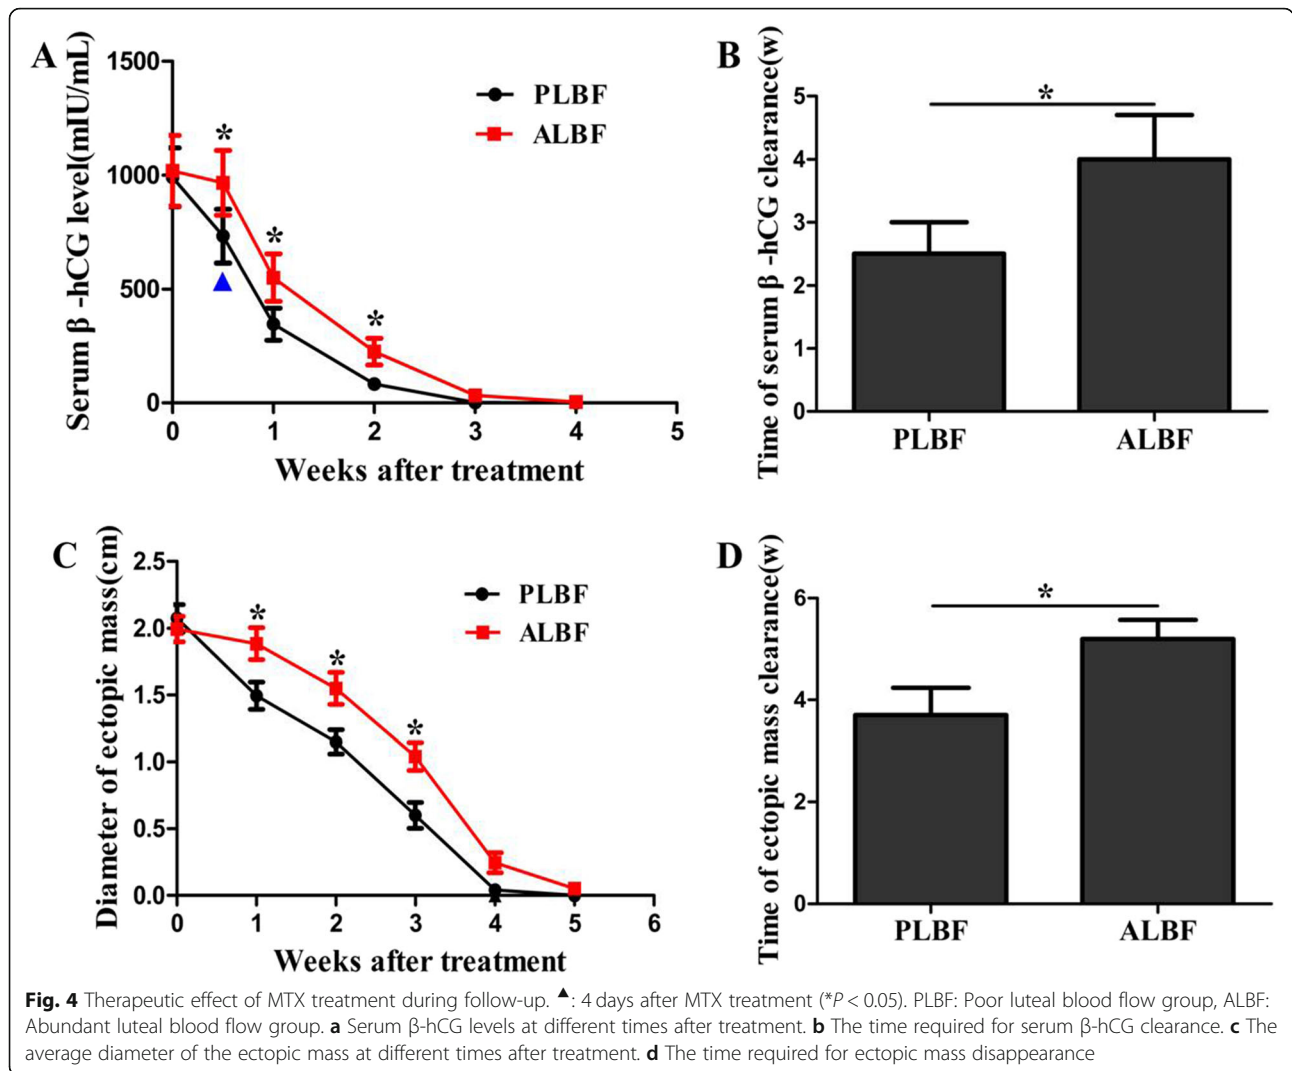 A
Serum β -hCG level(mIU/mL)
1500
1000
500
0
0 1 2 3 4 5
Weeks after treatment
PLBF
ALBF
*
*
*
B
Time of serum β -hCG clearance(w)
5
4
3
2
1
0
*
PLBF ALBF
C
Diameter of ectopic mass(cm)
2.5
2.0
1.5
1.0
0.5
0.0
0 1 2 3 4 5 6
Weeks after treatment
PLBF
ALBF
*
*
*
D
Time of ectopic mass clearance(w)
6
4
2
0
*
PLBF ALBF
Fig. 4 Therapeutic effect of MTX treatment during follow-up. ▲: 4 days after MTX treatment (*P < 0.05). PLBF: Poor luteal blood flow group, ALBF:
Abundant luteal blood flow group. a Serum β-hCG levels at different times after treatment. b The time required for serum β-hCG clearance. c The
average diameter of the ectopic mass at different times after treatment. d The time required for ectopic mass disappearance